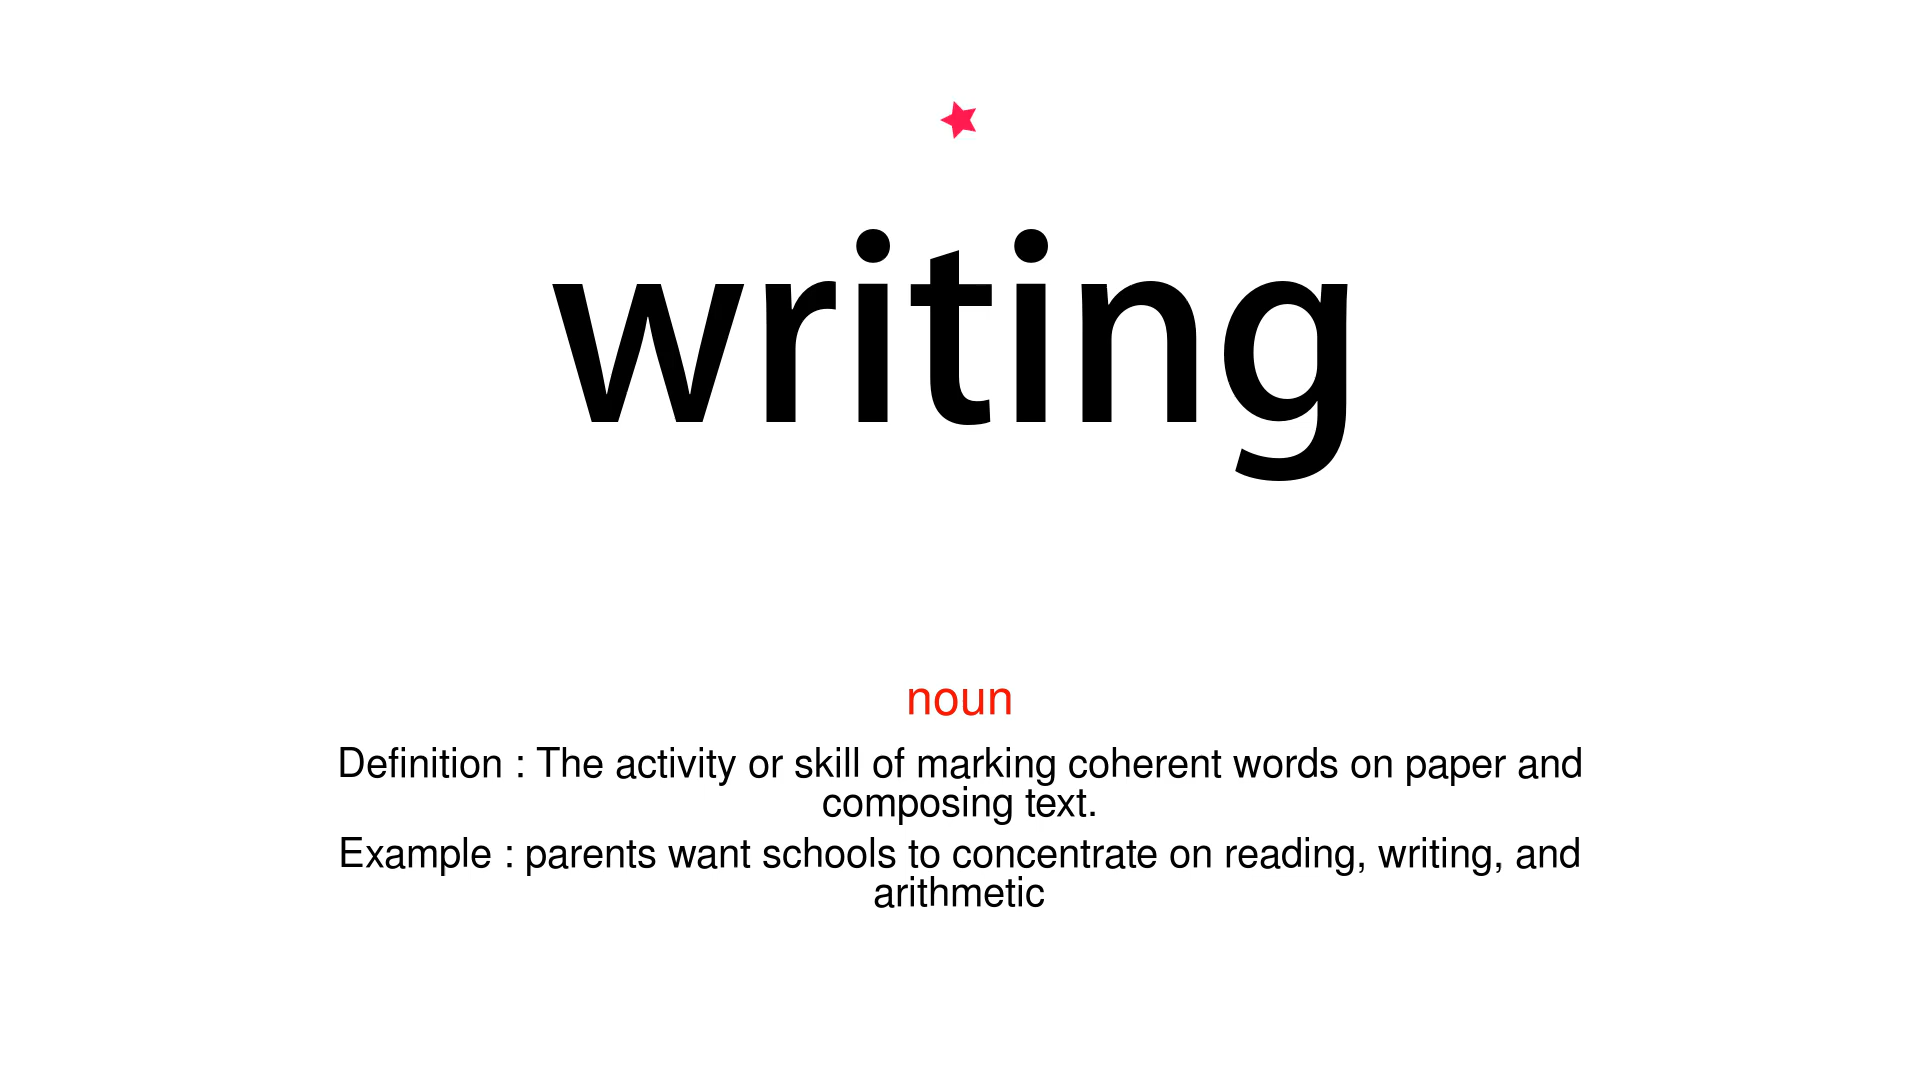 writing
noun
Definition : The activity or skill of marking coherent words on paper and
composing text.
Example : parents want schools to concentrate on reading, writing, and
arithmetic